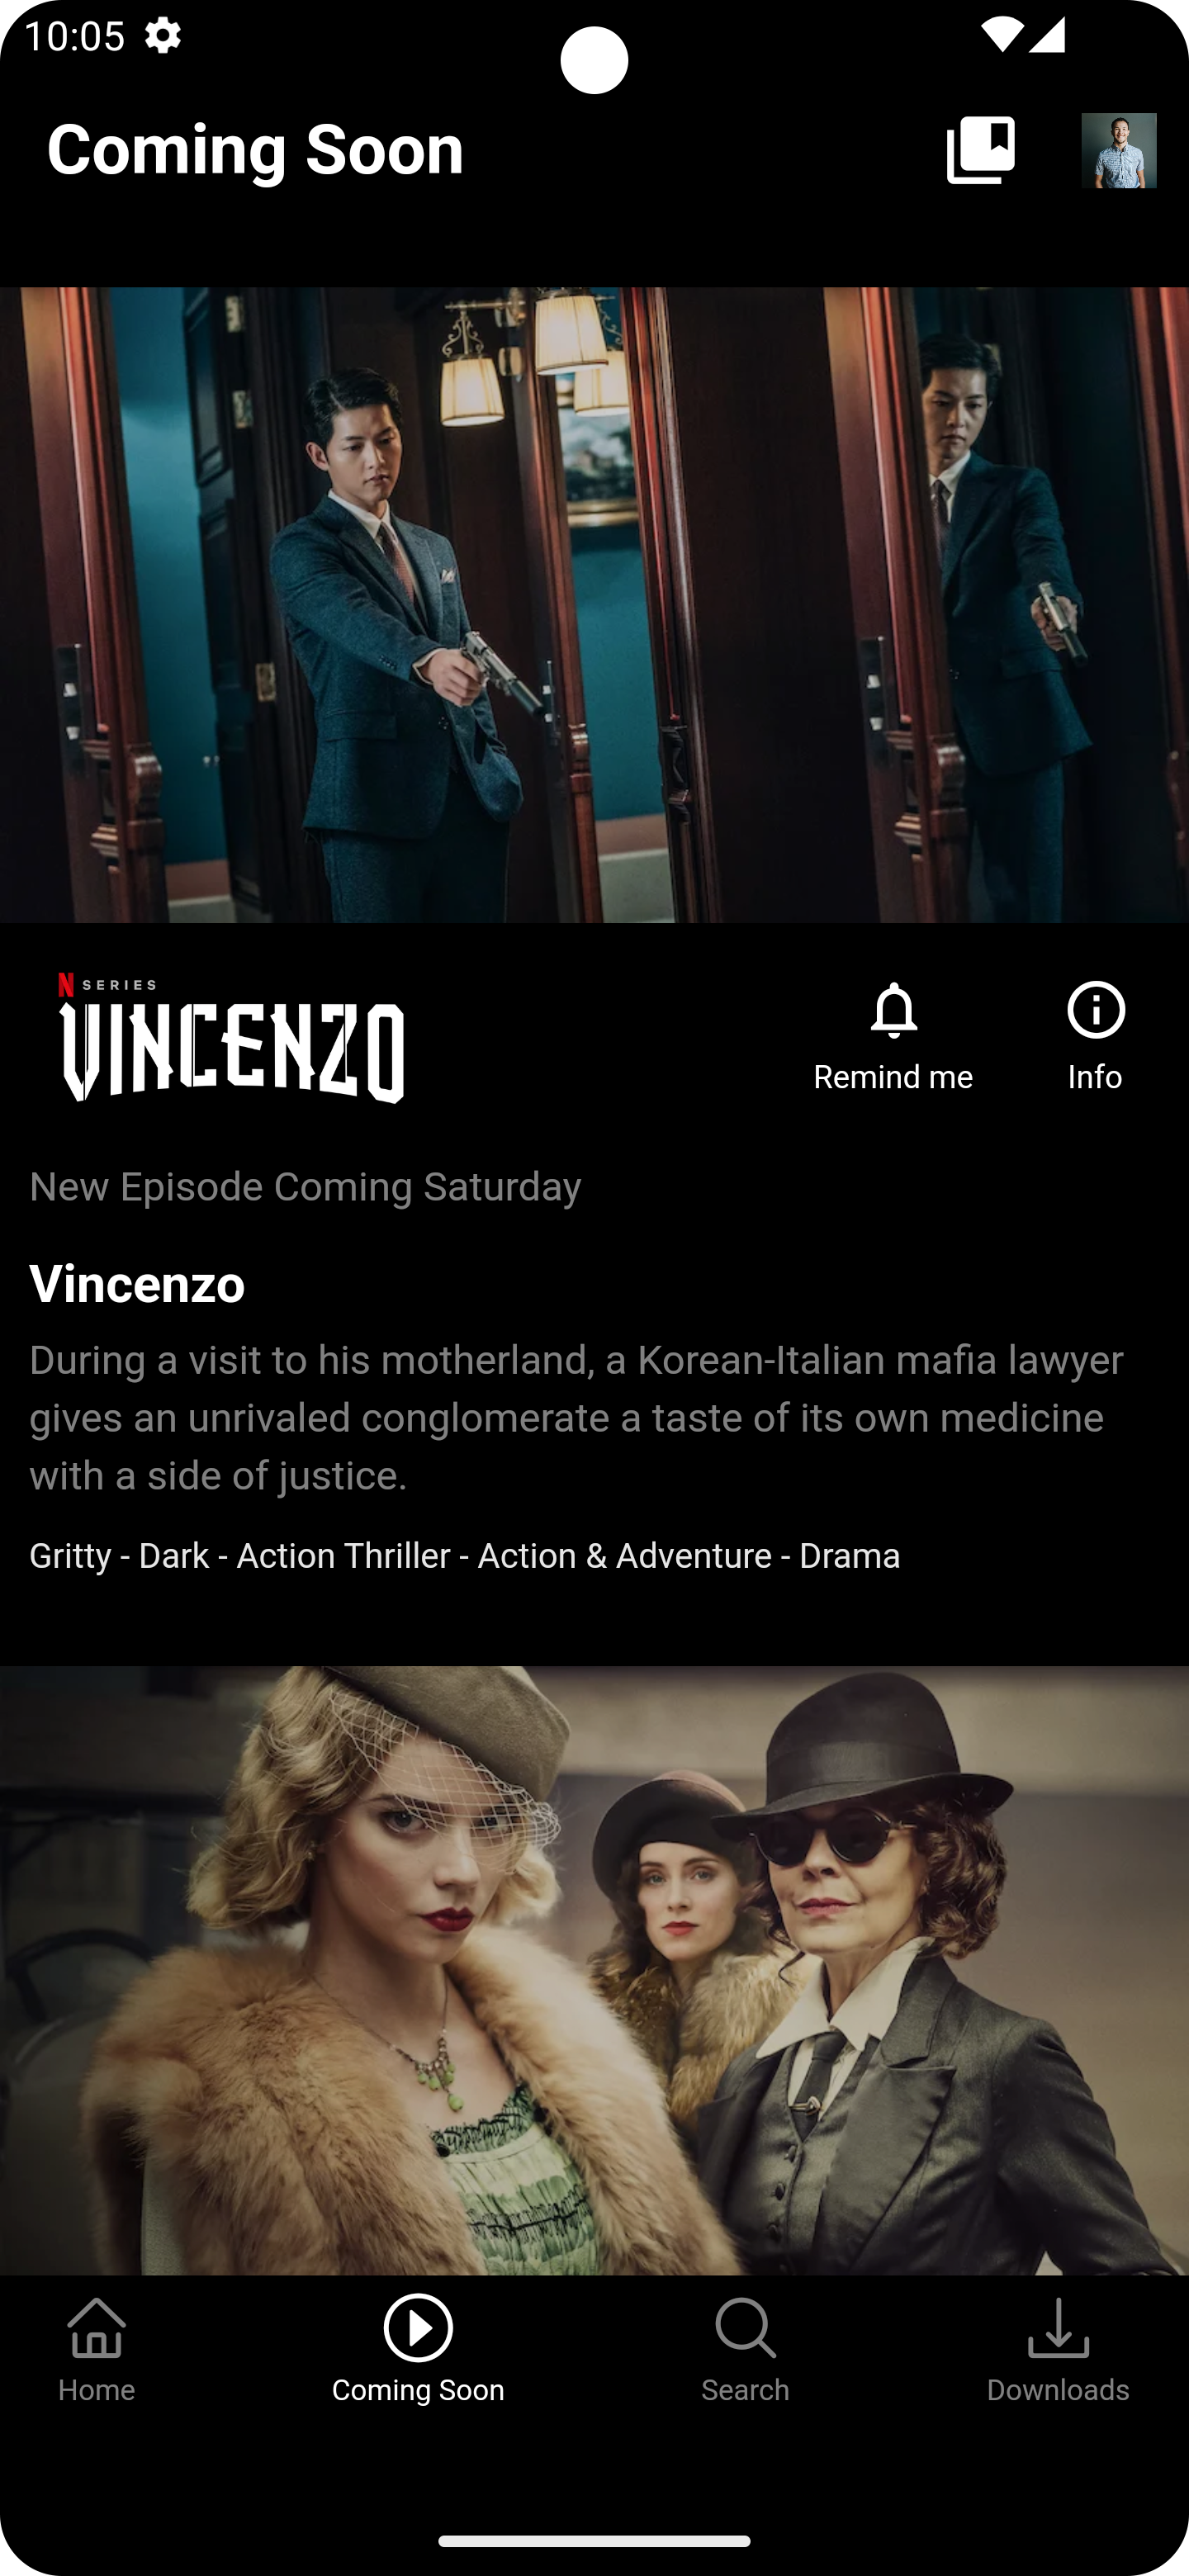 10:05
Coming Soon
N SERIES
VINCENZO
Remind me
Info
New Episode Coming Saturday
Vincenzo
During a visit to his motherland, a Korean-Italian mafia lawyer
gives an unrivaled conglomerate a taste of its own medicine
with a side of justice.
Gritty - Dark - Action Thriller - Action & Adventure - Drama
Home
Coming Soon
Search
Downloads